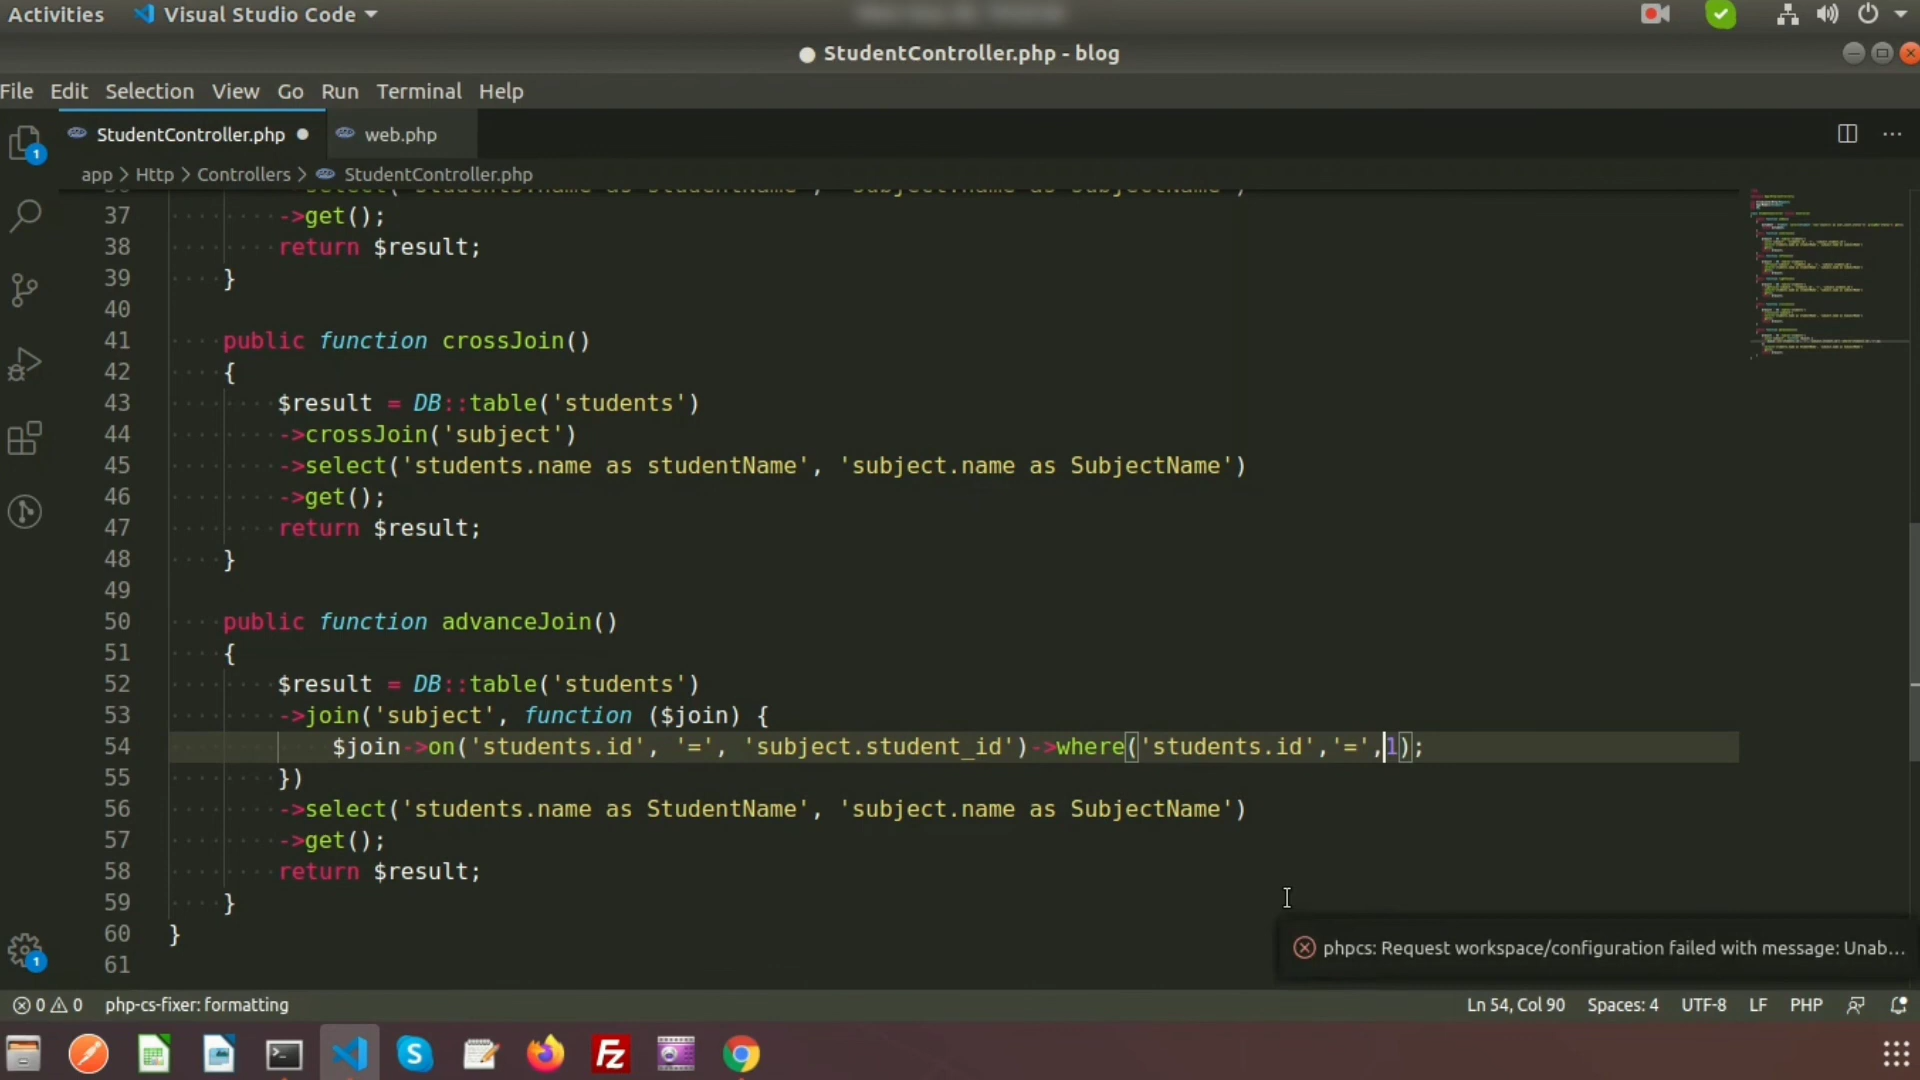 Activities Visual Studio Code
StudentController.php - blog
File Edit Selection View Go Run Terminal Help
StudentController.php web.php
app > Http > Controllers > StudentController.php
37 ->get();
38 return $result;
39 }
40
41 public function crossJoin()
42 {
43 $result = DB::table('students')
44 ->crossJoin('subject')
45 ->select('students.name as studentName', 'subject.name as SubjectName')
46 ->get();
47 return $result;
48 }
49
50 public function advanceJoin()
51 {
52 $result = DB::table('students')
53 ->join('subject', function ($join) {
54 $join->on('students.id', '=', 'subject.student_id')->where('students.id','=',1);
55 })
56 ->select('students.name as StudentName', 'subject.name as SubjectName')
57 ->get();
58 return $result;
59 }
60 }
61
phpcs: Request workspace/configuration failed with message: Unab...
0 0 php-cs-fixer: formatting Ln 54, Col 90 Spaces: 4 UTF-8 LF PHP